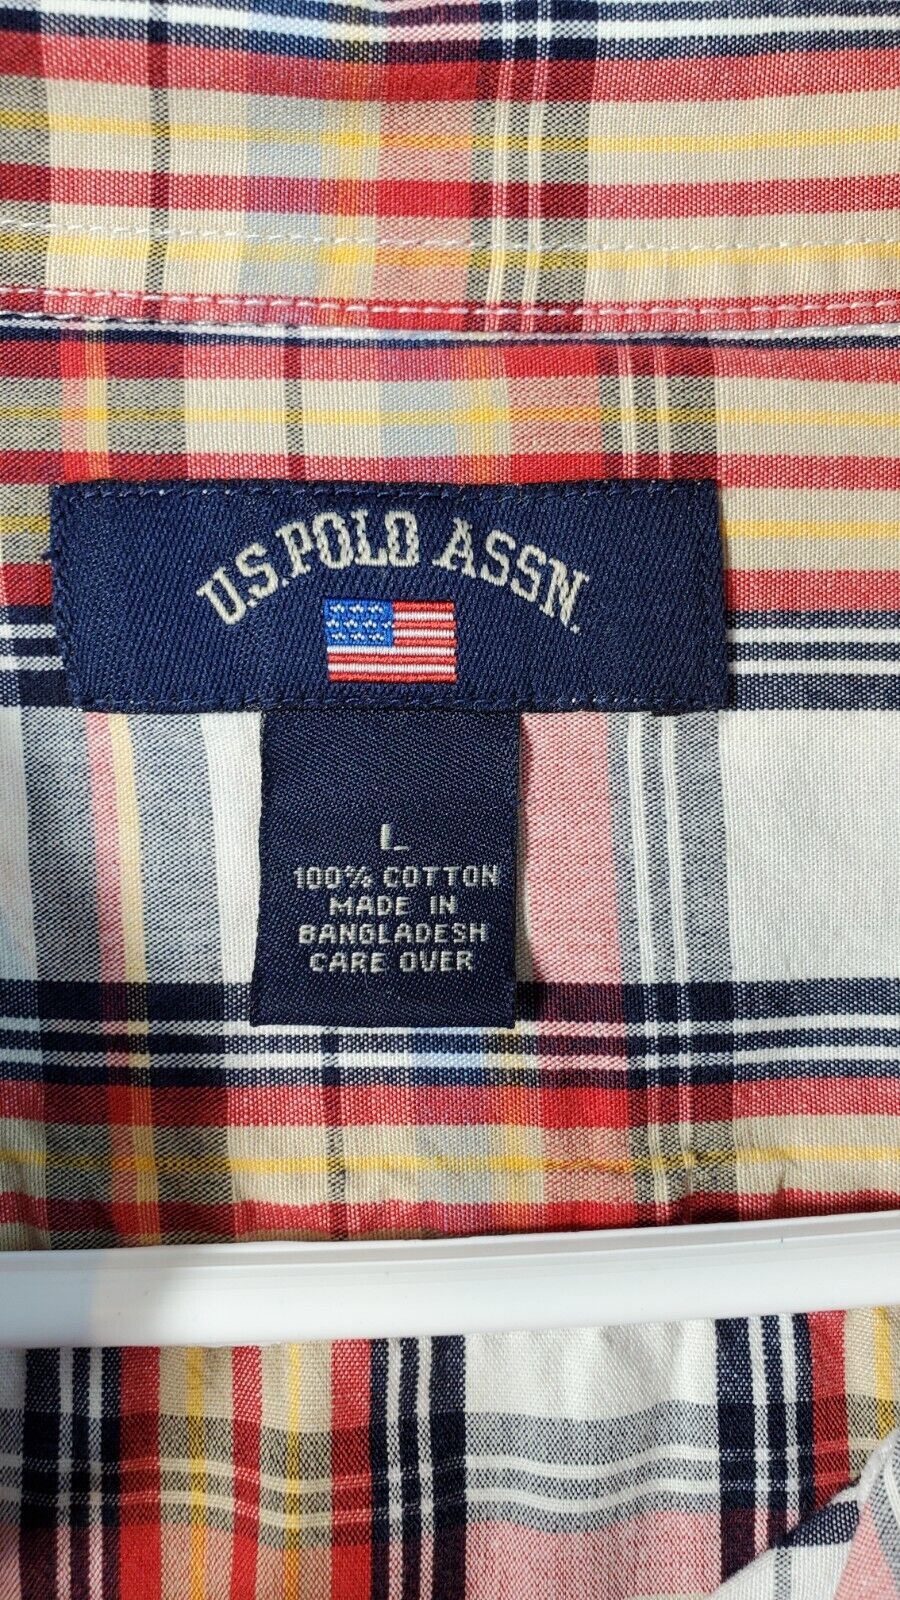 U.S. POLO ASSN.
L
100% COTTON
MADE IN
BANGLADESH
CARE OVER